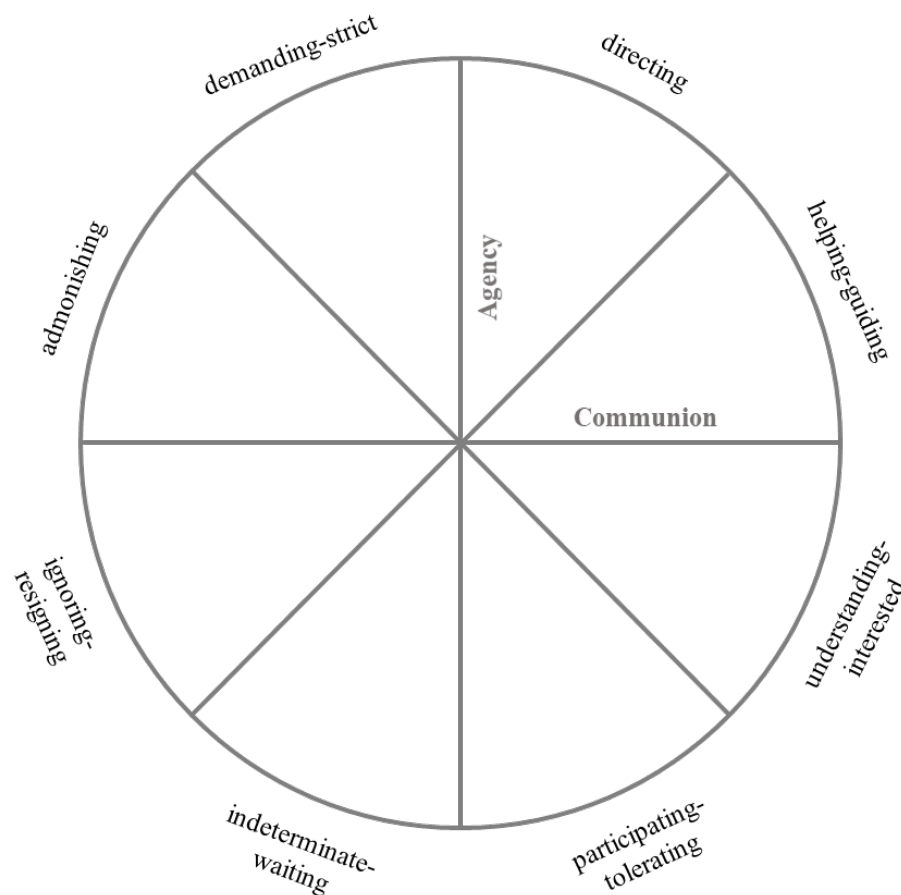 demanding-strict
directing
admonishing
helping-guiding
Agency
Communion
ignoring-
resigning
understanding-
interested
indeterminate-
waiting
participating-
tolerating